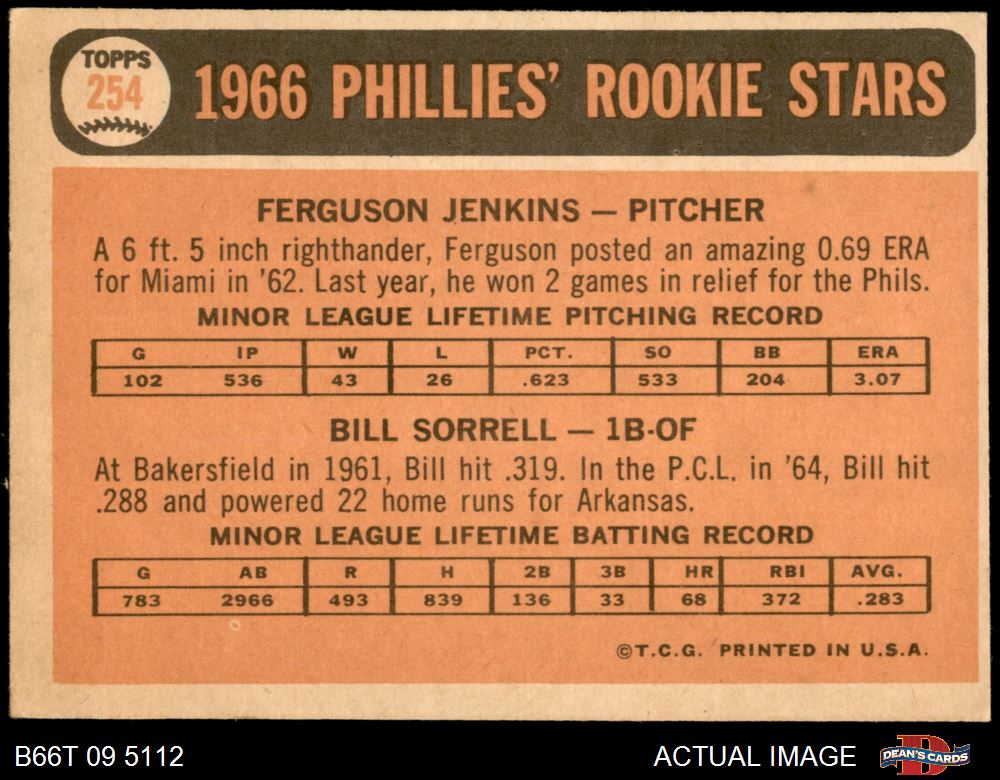 TOPPS
254
1966 PHILLIES' ROOKIE STARS
FERGUSON JENKINS — PITCHER
A 6 ft. 5 inch righthander, Ferguson posted an amazing 0.69 ERA
for Miami in '62. Last year, he won 2 games in relief for the Phils.
MINOR LEAGUE LIFETIME PITCHING RECORD
G IP W L PCT. SO BB ERA
102 536 43 26 .623 533 204 3.07
BILL SORRELL — 1B-OF
At Bakersfield in 1961, Bill hit .319. In the P.C.L. in '64, Bill hit
.288 and powered 22 home runs for Arkansas.
MINOR LEAGUE LIFETIME BATTING RECORD
G AB R H 2B 3B HR RBI AVG.
783 2966 493 839 136 33 68 372 .283
©T.C.G. PRINTED IN U.S.A.
B66T 09 5112 ACTUAL IMAGE D DEAN'S CARDS